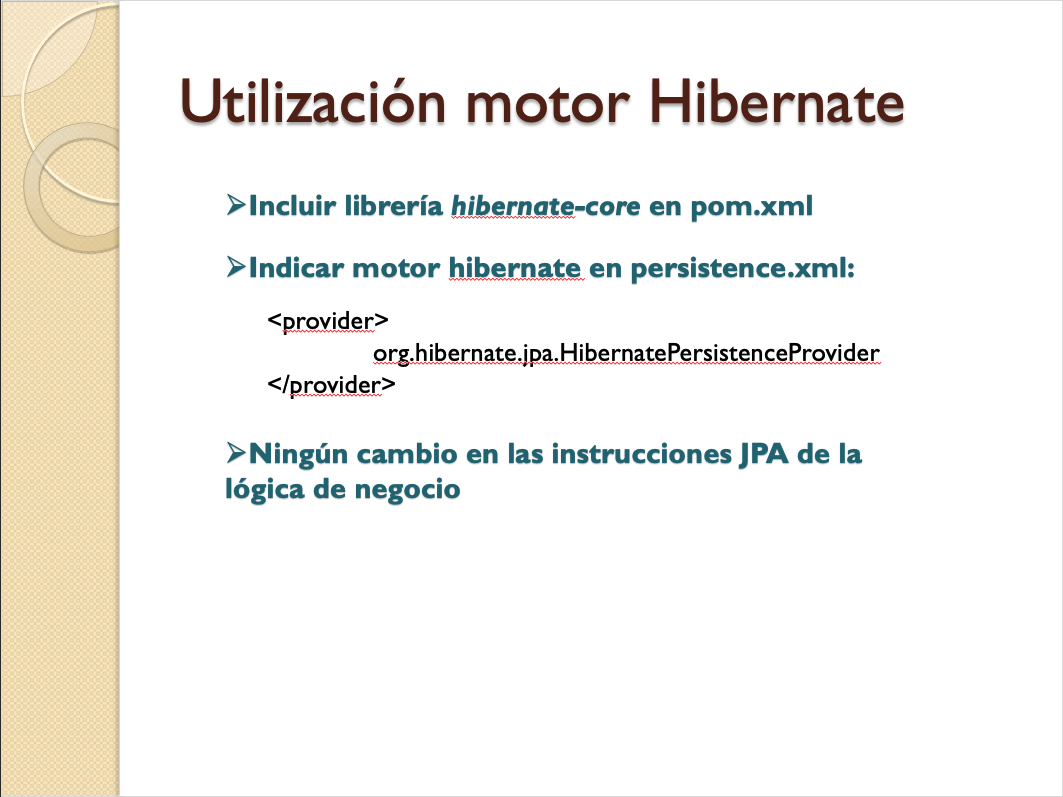 Utilización motor Hibernate
➢Incluir librería hibernate-core en pom.xml
➢Indicar motor hibernate en persistence.xml:
<provider>
org.hibernate.jpa.HibernatePersistenceProvider
</provider>
➢Ningún cambio en las instrucciones JPA de la
lógica de negocio